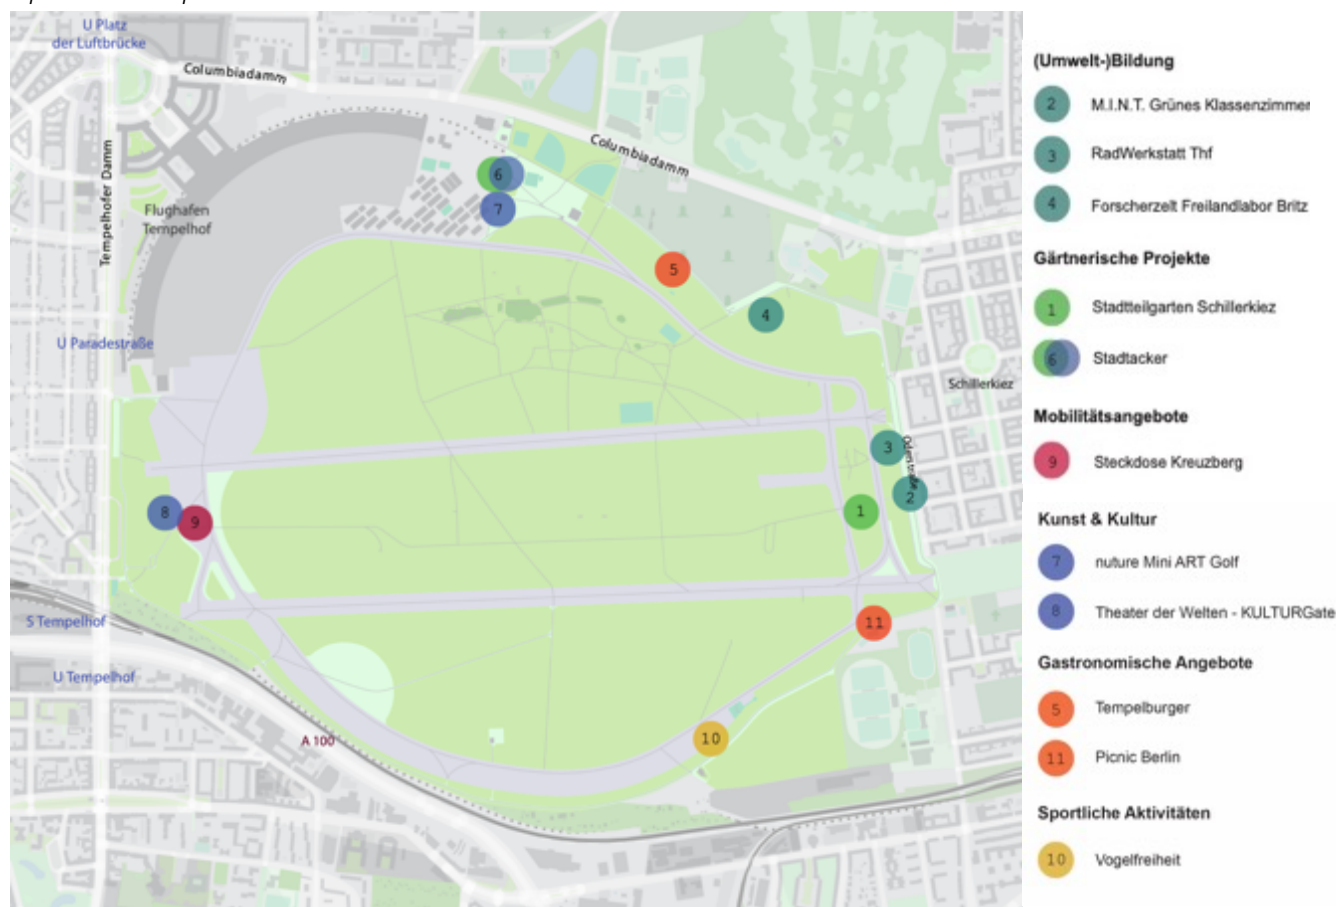 U Platz
der Luftbrücke
Columbiadamm
Columbiadamm
Tempelhofer Damm
6
7
Flughafen
Tempelhof
5
4
U Paradestraße
Schillerkiez
3
2
1
8
9
S Tempelhof
11
U Tempelhof
10
A 100
(Umwelt-)Bildung
2 M.I.N.T. Grünes Klassenzimmer
3 RadWerkstatt Thf
4 Forscherzelt Freilandlabor Britz
Gärtnerische Projekte
1 Stadtteilgarten Schillerkiez
6 Stadtacker
Mobilitätsangebote
9 Steckdose Kreuzberg
Kunst & Kultur
7 nuture Mini ART Golf
8 Theater der Welten - KULTURGate
Gastronomische Angebote
5 Tempelburger
11 Picnic Berlin
Sportliche Aktivitäten
10 Vogelfreiheit